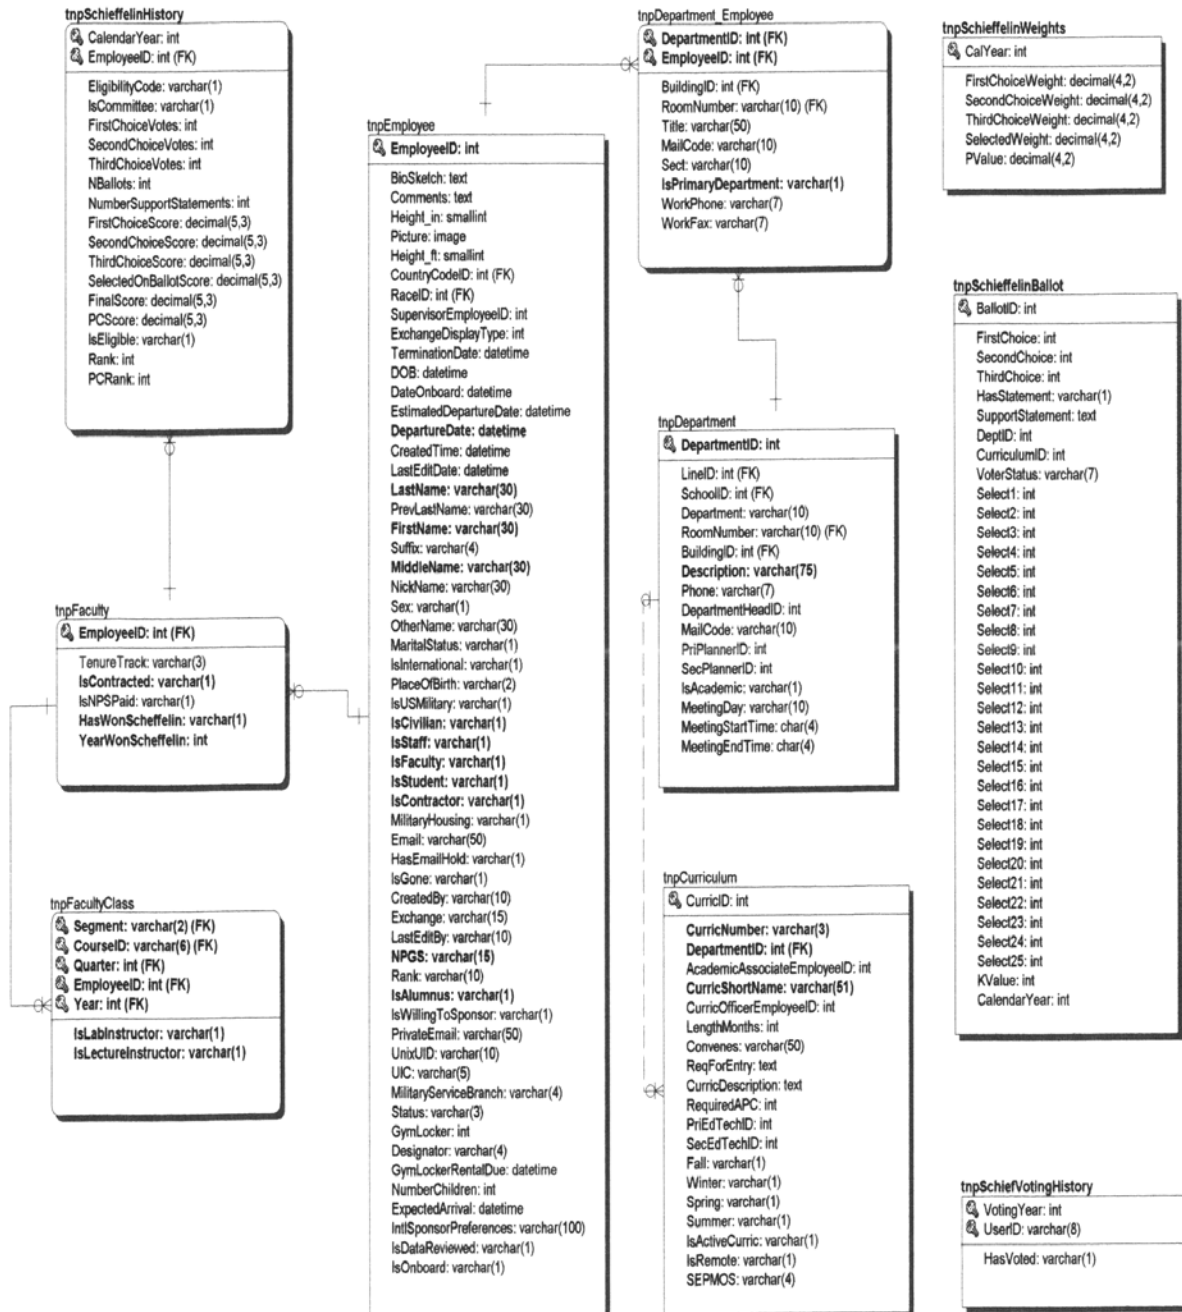 tnpSchieffelinHistory
CalendarYear: int
EmployeeID: int (FK)
EligibilityCode: varchar(1)
IsCommittee: varchar(1)
FirstChoiceVotes: int
SecondChoiceVotes: int
ThirdChoiceVotes: int
NBallots: int
NumberSupportStatements: int
FirstChoiceScore: decimal(5,3)
SecondChoiceScore: decimal(5,3)
ThirdChoiceScore: decimal(5,3)
SelectedOnBallotScore: decimal(5,3)
FinalScore: decimal(5,3)
PCScore: decimal(5,3)
IsEligible: varchar(1)
Rank: int
PCRank: int
tnpFaculty
EmployeeID: int (FK)
TenureTrack: varchar(3)
IsContracted: varchar(1)
IsNPSPaid: varchar(1)
HasWonScheffelin: varchar(1)
YearWonScheffelin: int
tnpFacultyClass
Segment: varchar(2) (FK)
CourseID: varchar(6) (FK)
Quarter: int (FK)
EmployeeID: int (FK)
Year: int (FK)
IsLabInstructor: varchar(1)
IsLectureInstructor: varchar(1)
tnpEmployee
EmployeeID: int
BioSketch: text
Comments: text
Height_in: smallint
Picture: image
Height_ft: smallint
CountryCodeID: int (FK)
RaceID: int (FK)
SupervisorEmployeeID: int
ExchangeDisplayType: int
TerminationDate: datetime
DOB: datetime
DateOnboard: datetime
EstimatedDepartureDate: datetime
DepartureDate: datetime
CreatedTime: datetime
LastEditDate: datetime
LastName: varchar(30)
PrevLastName: varchar(30)
FirstName: varchar(30)
Suffix: varchar(4)
MiddleName: varchar(30)
NickName: varchar(30)
Sex: varchar(1)
OtherName: varchar(30)
MaritalStatus: varchar(1)
IsInternational: varchar(1)
PlaceOfBirth: varchar(2)
IsUSMilitary: varchar(1)
IsCivilian: varchar(1)
IsStaff: varchar(1)
IsFaculty: varchar(1)
IsStudent: varchar(1)
IsContractor: varchar(1)
MilitaryHousing: varchar(1)
Email: varchar(50)
HasEmailHold: varchar(1)
IsGone: varchar(1)
CreatedBy: varchar(10)
Exchange: varchar(15)
LastEditBy: varchar(10)
NPGS: varchar(15)
Rank: varchar(10)
IsAlumnus: varchar(1)
IsWillingToSponsor: varchar(1)
PrivateEmail: varchar(50)
UnixUID: varchar(10)
UIC: varchar(5)
MilitaryServiceBranch: varchar(4)
Status: varchar(3)
GymLocker: int
Designator: varchar(4)
GymLockerRentalDue: datetime
NumberChildren: int
ExpectedArrival: datetime
IntlSponsorPreferences: varchar(100)
IsDataReviewed: varchar(1)
IsOnboard: varchar(1)
tnpDepartment_Employee
DepartmentID: int (FK)
EmployeeID: int (FK)
BuildingID: int (FK)
RoomNumber: varchar(10) (FK)
Title: varchar(50)
MailCode: varchar(10)
Sect: varchar(10)
IsPrimaryDepartment: varchar(1)
WorkPhone: varchar(7)
WorkFax: varchar(7)
tnpDepartment
DepartmentID: int
LineID: int (FK)
SchoolID: int (FK)
Department: varchar(10)
RoomNumber: varchar(10) (FK)
BuildingID: int (FK)
Description: varchar(75)
Phone: varchar(7)
DepartmentHeadID: int
MailCode: varchar(10)
PriPlannerID: int
SecPlannerID: int
IsAcademic: varchar(1)
MeetingDay: varchar(10)
MeetingStartTime: char(4)
MeetingEndTime: char(4)
tnpCurriculum
CurricID: int
CurricNumber: varchar(3)
DepartmentID: int (FK)
AcademicAssociateEmployeeID: int
CurricShortName: varchar(51)
CurricOfficerEmployeeID: int
LengthMonths: int
Convenes: varchar(50)
ReqForEntry: text
CurricDescription: text
RequiredAPC: int
PriEdTechID: int
SecEdTechID: int
Fall: varchar(1)
Winter: varchar(1)
Spring: varchar(1)
Summer: varchar(1)
IsActiveCurric: varchar(1)
IsRemote: varchar(1)
SEPMOS: varchar(4)
tnpSchieffelinWeights
CalYear: int
FirstChoiceWeight: decimal(4,2)
SecondChoiceWeight: decimal(4,2)
ThirdChoiceWeight: decimal(4,2)
SelectedWeight: decimal(4,2)
PValue: decimal(4,2)
tnpSchieffelinBallot
BallotID: int
FirstChoice: int
SecondChoice: int
ThirdChoice: int
HasStatement: varchar(1)
SupportStatement: text
DeptID: int
CurriculumID: int
VoterStatus: varchar(7)
Select1: int
Select2: int
Select3: int
Select4: int
Select5: int
Select6: int
Select7: int
Select8: int
Select9: int
Select10: int
Select11: int
Select12: int
Select13: int
Select14: int
Select15: int
Select16: int
Select17: int
Select18: int
Select19: int
Select20: int
Select21: int
Select22: int
Select23: int
Select24: int
Select25: int
KValue: int
CalendarYear: int
tnpSchiefVotingHistory
VotingYear: int
UserID: varchar(8)
HasVoted: varchar(1)